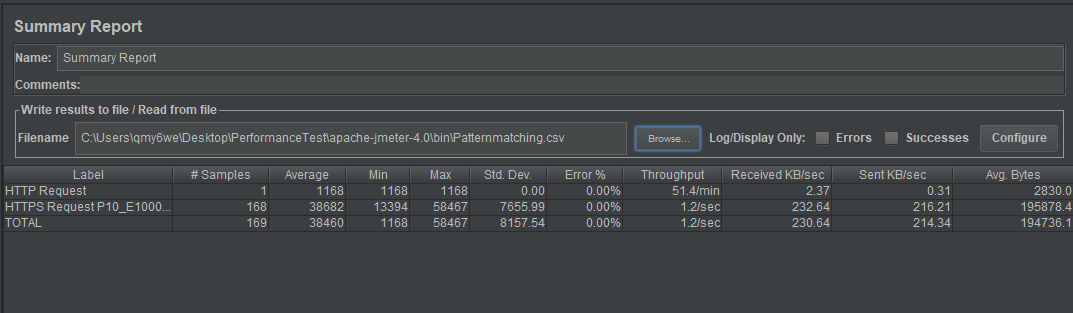 Summary Report
Name: Summary Report
Comments:
Write results to file / Read from file
Filename C:\Users\qmy6we\Desktop\PerformanceTest\apache-jmeter-4.0\bin\Patternmatching.csv Browse... Log/Display Only: Errors Successes Configure
Label # Samples Average Min Max Std. Dev. Error % Throughput Received KB/sec Sent KB/sec Avg. Bytes
HTTP Request 1 1168 1168 1168 0.00 0.00% 51.4/min 2.37 0.31 2830.0
HTTPS Request P10_E1000... 168 38682 13394 58467 7655.99 0.00% 1.2/sec 232.64 216.21 195878.4
TOTAL 169 38460 1168 58467 8157.54 0.00% 1.2/sec 230.64 214.34 194736.1